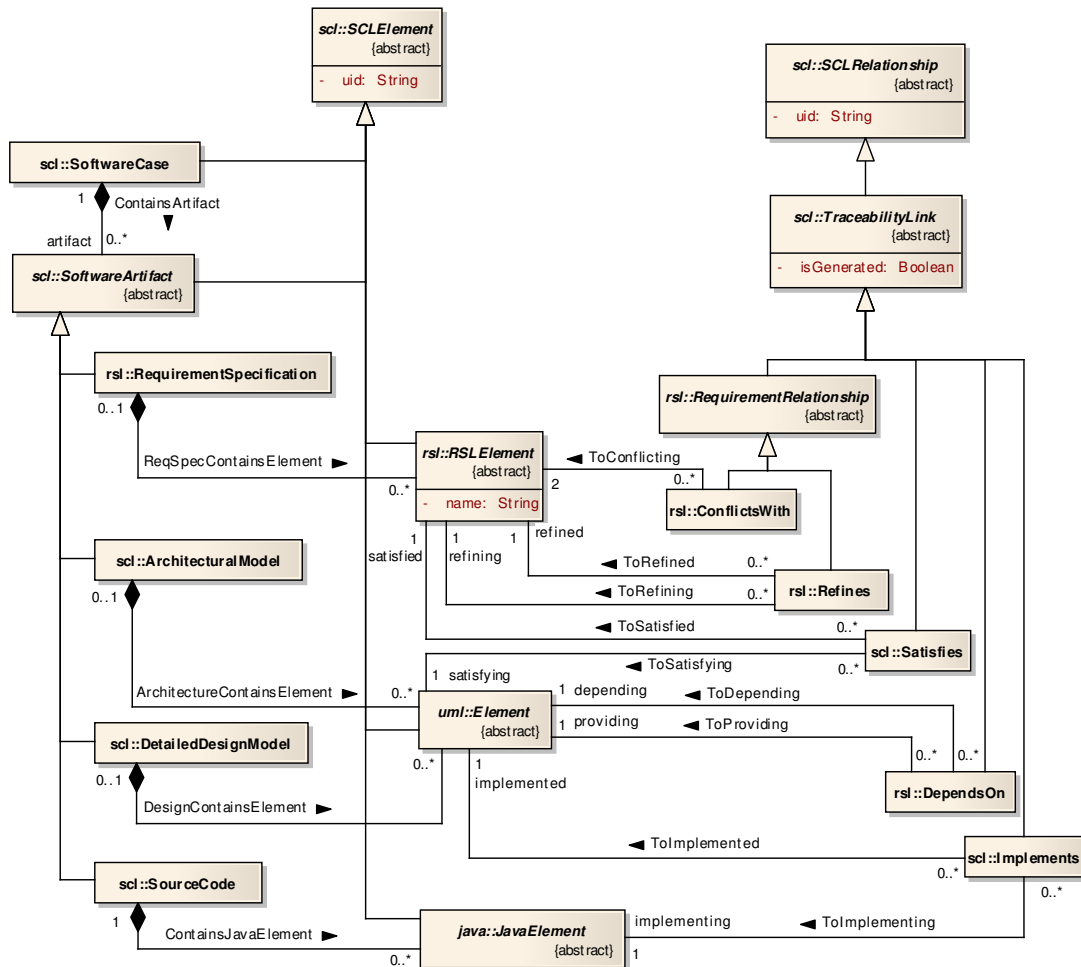 scl::SCLElement
{abstract}
- uid: String
scl::SCLRelationship
{abstract}
- uid: String
scl::SoftwareCase
1
ContainsArtifact
artifact
0..*
scl::SoftwareArtifact
{abstract}
scl::TraceabilityLink
{abstract}
- isGenerated: Boolean
rsl::RequirementSpecification
0..1
ReqSpecContainsElement
0..*
rsl::RSLElement
{abstract}
- name: String
rsl::RequirementRelationship
{abstract}
ToConflicting
2
0..*
rsl::ConflictsWith
1
satisfied
1
refining
1
refined
ToRefined
0..*
ToRefining
0..*
rsl::Refines
ToSatisfied
0..*
scl::Satisfies
ToSatisfying
0..*
1 satisfying
scl::ArchitecturalModel
0..1
ArchitectureContainsElement
0..*
uml::Element
{abstract}
1 depending
ToDepending
1 providing
ToProviding
0..*
0..*
rsl::DependsOn
scl::DetailedDesignModel
0..1
DesignContainsElement
0..*
1
implemented
ToImplemented
0..*
scl::Implements
0..*
scl::SourceCode
1
ContainsJavaElement
0..*
java::JavaElement
{abstract}
implementing
1
ToImplementing